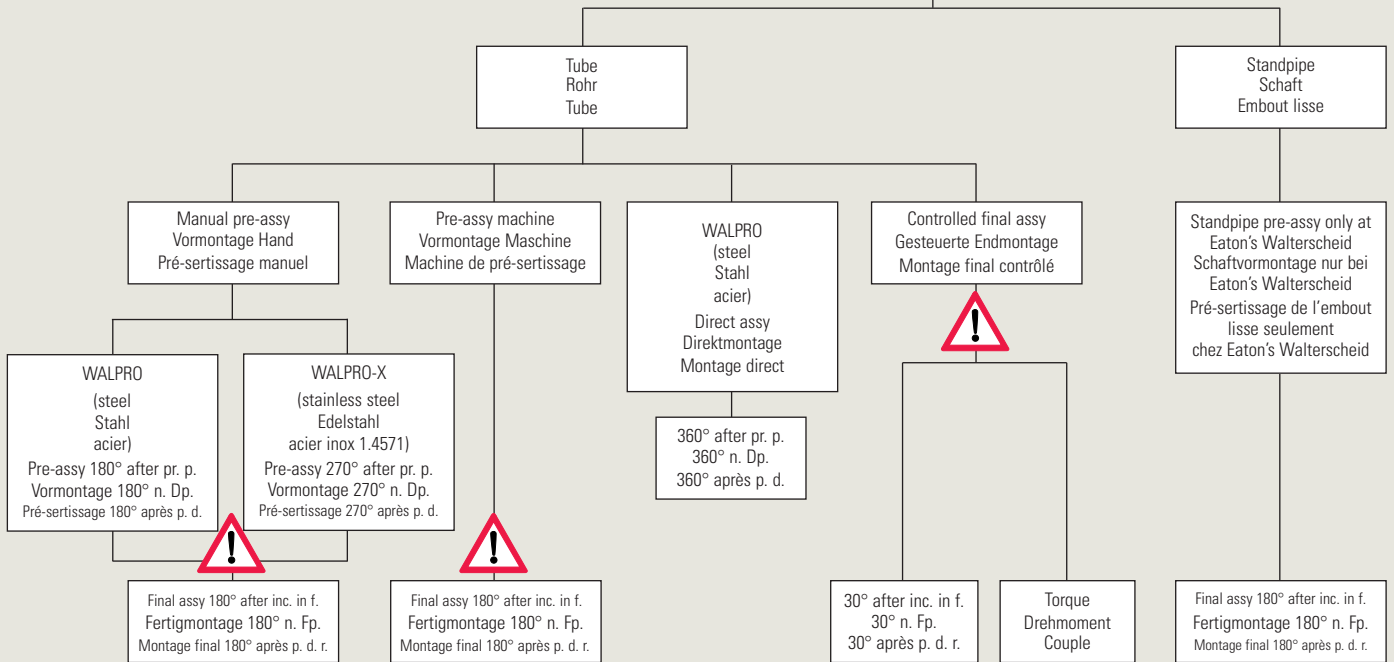 Tube
Rohr
Tube
Standpipe
Schaft
Embout lisse
Manual pre-assy
Vormontage Hand
Pré-sertissage manuel
Pre-assy machine
Vormontage Maschine
Machine de pré-sertissage
WALPRO
(steel
Stahl
acier)
Direct assy
Direktmontage
Montage direct
Controlled final assy
Gesteuerte Endmontage
Montage final contrôlé
Standpipe pre-assy only at
Eaton's Walterscheid
Schaftvormontage nur bei
Eaton's Walterscheid
Pré-sertissage de l'embout
lisse seulement
chez Eaton's Walterscheid
WALPRO
(steel
Stahl
acier)
Pre-assy 180° after pr. p.
Vormontage 180° n. Dp.
Pré-sertissage 180° après p. d.
WALPRO-X
(stainless steel
Edelstahl
acier inox 1.4571)
Pre-assy 270° after pr. p.
Vormontage 270° n. Dp.
Pré-sertissage 270° après p. d.
360° after pr. p.
360° n. Dp.
360° après p. d.
!
!
!
Final assy 180° after inc. in f.
Fertigmontage 180° n. Fp.
Montage final 180° après p. d. r.
Final assy 180° after inc. in f.
Fertigmontage 180° n. Fp.
Montage final 180° après p. d. r.
30° after inc. in f.
30° n. Fp.
30° après p. d. r.
Torque
Drehmoment
Couple
Final assy 180° after inc. in f.
Fertigmontage 180° n. Fp.
Montage final 180° après p. d. r.